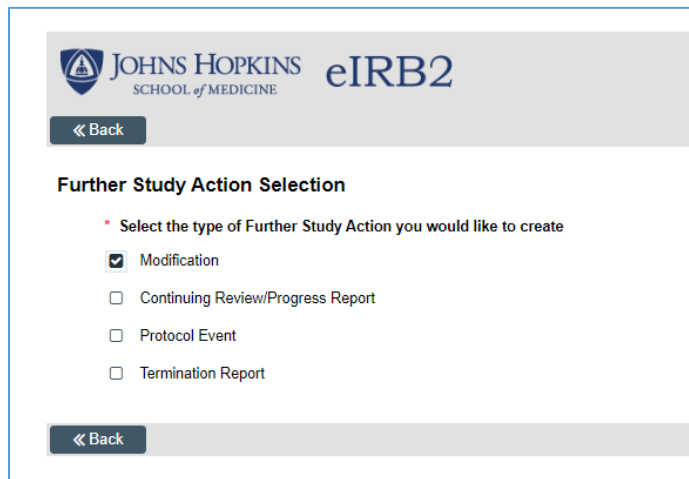 JOHNS HOPKINS
SCHOOL of MEDICINE
eIRB2
« Back
Further Study Action Selection
* Select the type of Further Study Action you would like to create
Modification
Continuing Review/Progress Report
Protocol Event
Termination Report
« Back